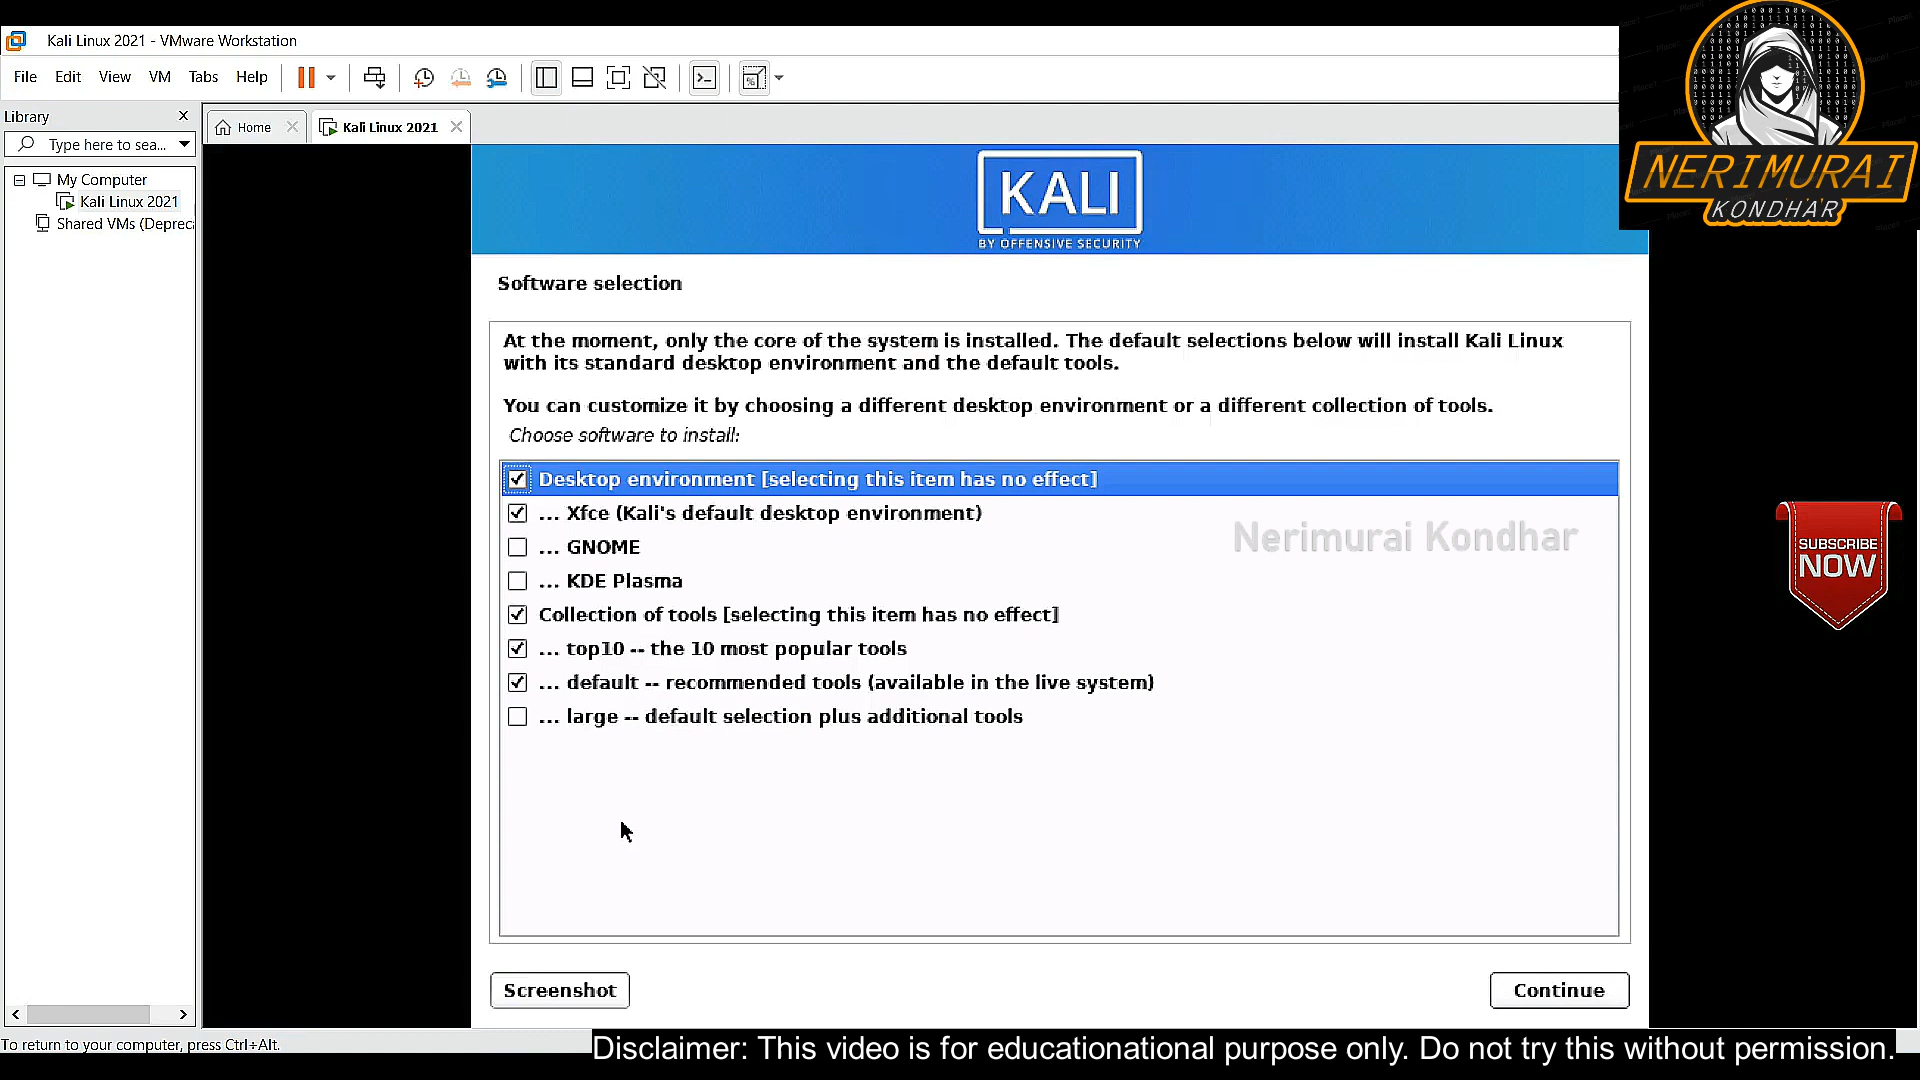 Kali Linux 2021 - VMware Workstation
File Edit View VM Tabs Help
Library
Type here to sea...
My Computer
Kali Linux 2021
Shared VMs (Depreca
Home
Kali Linux 2021
KALI
BY OFFENSIVE SECURITY
NERIMURAI
KONDHAR
Software selection
At the moment, only the core of the system is installed. The default selections below will install Kali Linux
with its standard desktop environment and the default tools.
You can customize it by choosing a different desktop environment or a different collection of tools.
Choose software to install:
Desktop environment [selecting this item has no effect]
... Xfce (Kali's default desktop environment)
... GNOME
... KDE Plasma
Collection of tools [selecting this item has no effect]
... top10 -- the 10 most popular tools
... default -- recommended tools (available in the live system)
... large -- default selection plus additional tools
Nerimurai Kondhar
SUBSCRIBE
NOW
Screenshot
Continue
To return to your computer, press Ctrl+Alt.
Disclaimer: This video is for educationational purpose only. Do not try this without permission.